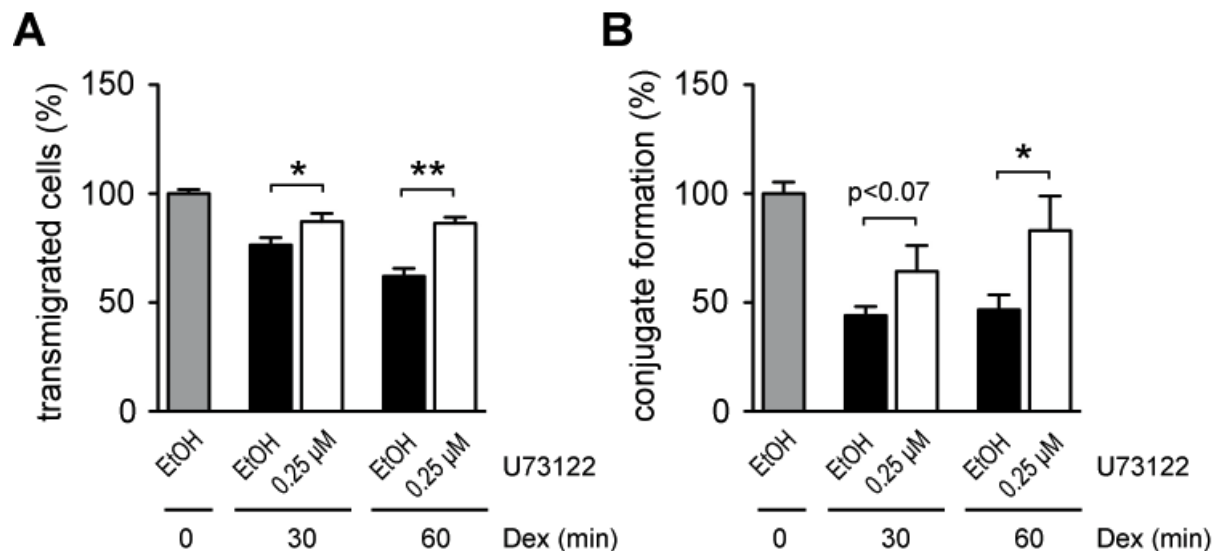 A
transmigrated cells (%)
150
100
50
0
*
**
EtOH
EtOH
0.25 µM
EtOH
0.25 µM
U73122
0
30
60
Dex (min)
B
conjugate formation (%)
150
100
50
0
p<0.07
*
EtOH
EtOH
0.25 µM
EtOH
0.25 µM
U73122
0
30
60
Dex (min)